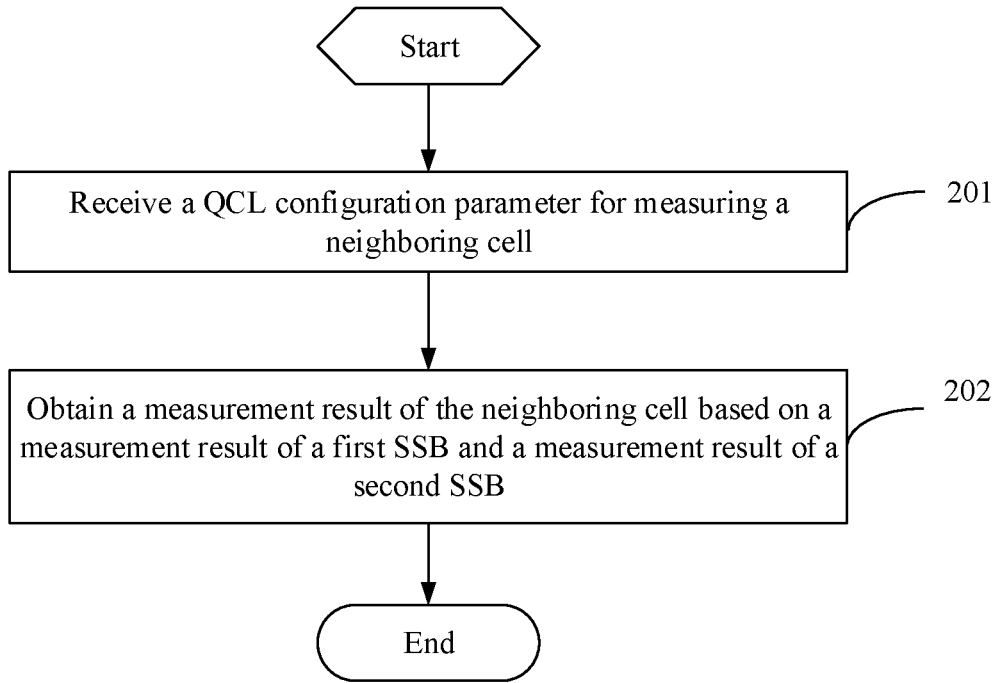 Start
Receive a QCL configuration parameter for measuring a
neighboring cell
201
Obtain a measurement result of the neighboring cell based on a
measurement result of a first SSB and a measurement result of a
second SSB
202
End